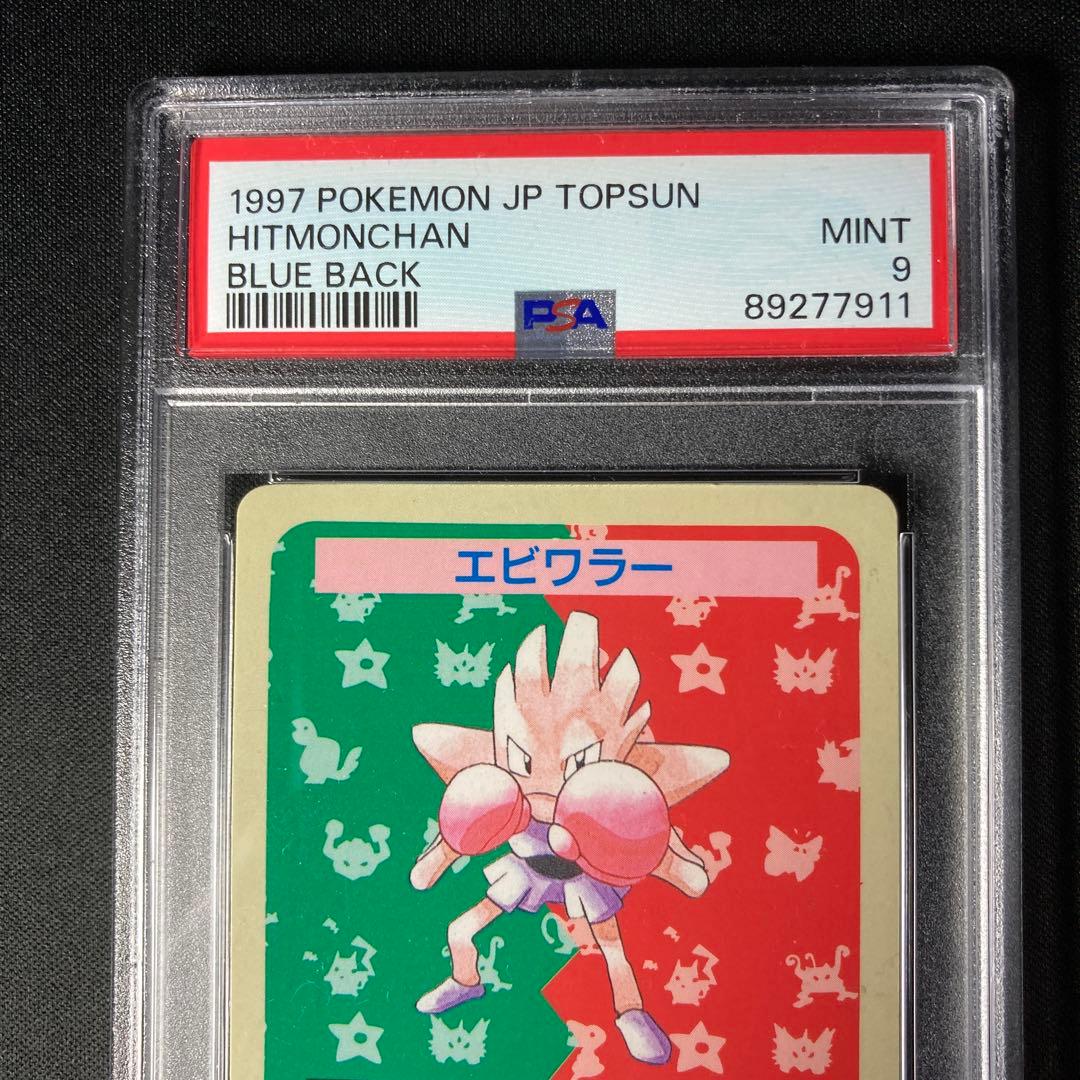 1997 POKEMON JP TOPSUN
HITMONCHAN
MINT
BLUE BACK
9
PSA
89277911
エビワラー